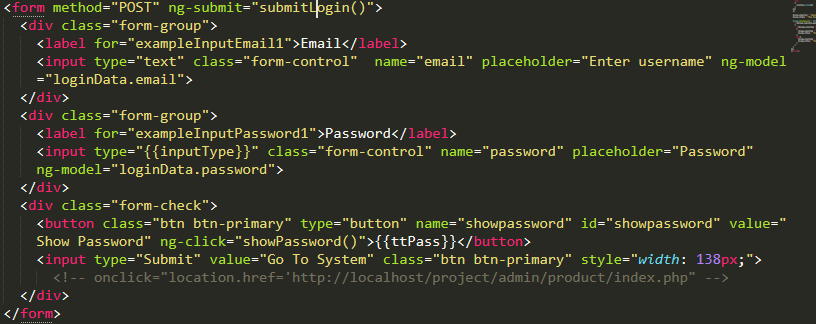 <form method="POST" ng-submit="submitLogin()">
<div class="form-group">
<label for="exampleInputEmail1">Email</label>
<input type="text" class="form-control"  name="email" placeholder="Enter username" ng-model
="loginData.email">
</div>
<div class="form-group">
<label for="exampleInputPassword1">Password</label>
<input type="{{inputType}}" class="form-control" name="password" placeholder="Password"
ng-model="loginData.password">
</div>
<div class="form-check">
<button class="btn btn-primary" type="button" name="showpassword" id="showpassword" value="
Show Password" ng-click="showPassword()">{{ttPass}}</button>
<input type="Submit" value="Go To System" class="btn btn-primary" style="width: 138px;">
<!-- onclick="location.href='http://localhost/project/admin/product/index.php" -->
</div>
</form>